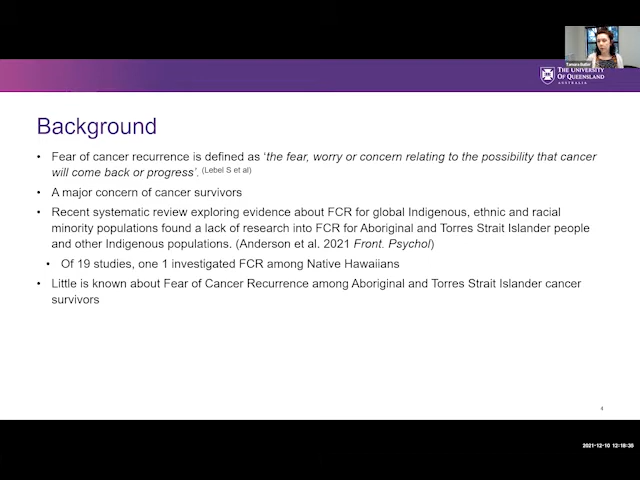 Tamara Butler
THE UNIVERSITY
OF QUEENSLAND
AUSTRALIA
Background
• Fear of cancer recurrence is defined as ‘the fear, worry or concern relating to the possibility that cancer
will come back or progress’. (Lebel S et al)
• A major concern of cancer survivors
• Recent systematic review exploring evidence about FCR for global Indigenous, ethnic and racial
minority populations found a lack of research into FCR for Aboriginal and Torres Strait Islander people
and other Indigenous populations. (Anderson et al. 2021 Front. Psychol)
• Of 19 studies, one 1 investigated FCR among Native Hawaiians
• Little is known about Fear of Cancer Recurrence among Aboriginal and Torres Strait Islander cancer
survivors
4
2021-12-10 12:18:30